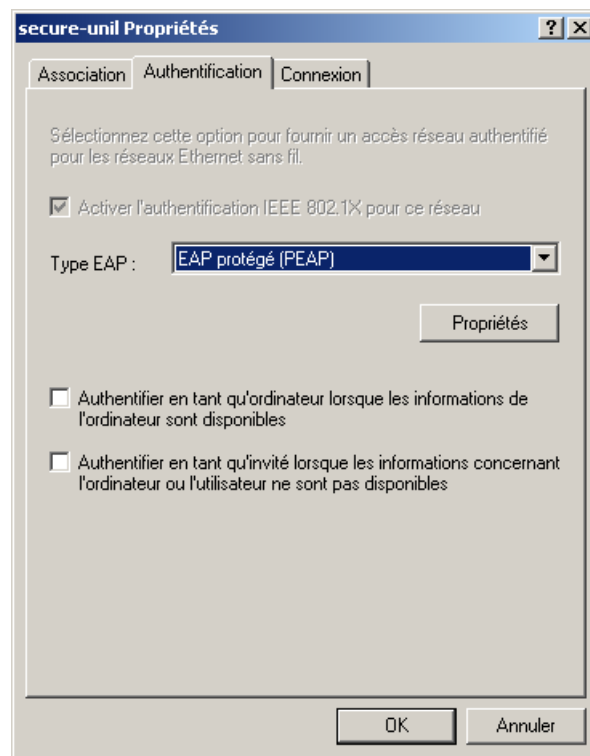 secure-unil Propriétés
Association Authentification Connexion
Sélectionnez cette option pour fournir un accès réseau authentifié
pour les réseaux Ethernet sans fil.
Activer l'authentification IEEE 802.1X pour ce réseau
Type EAP : EAP protégé (PEAP)
Propriétés
Authentifier en tant qu'ordinateur lorsque les informations de
l'ordinateur sont disponibles
Authentifier en tant qu'invité lorsque les informations concernant
l'ordinateur ou l'utilisateur ne sont pas disponibles
OK Annuler